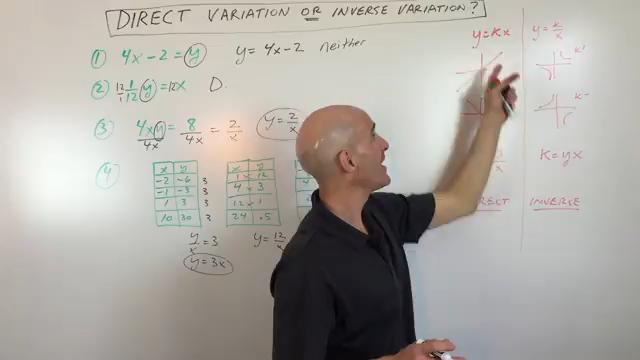 DIRECT VARIATION OR INVERSE VARIATION?
① 4x - 2 = y y = 4x - 2 neither
② 12/1 · 1/12 y = 12x D.
③ 4xy/4x = 8/4x = 2/x y = 2/x
④
x y
-2 -6 3
-1 -3 3
1 3 3
10 30 3
y/x = 3
y = 3x
x y
1 12
4 3
12 1
24 .5
y = 12/x
y = kx
y = k/x
k+
k-
k = yx
INVERSE